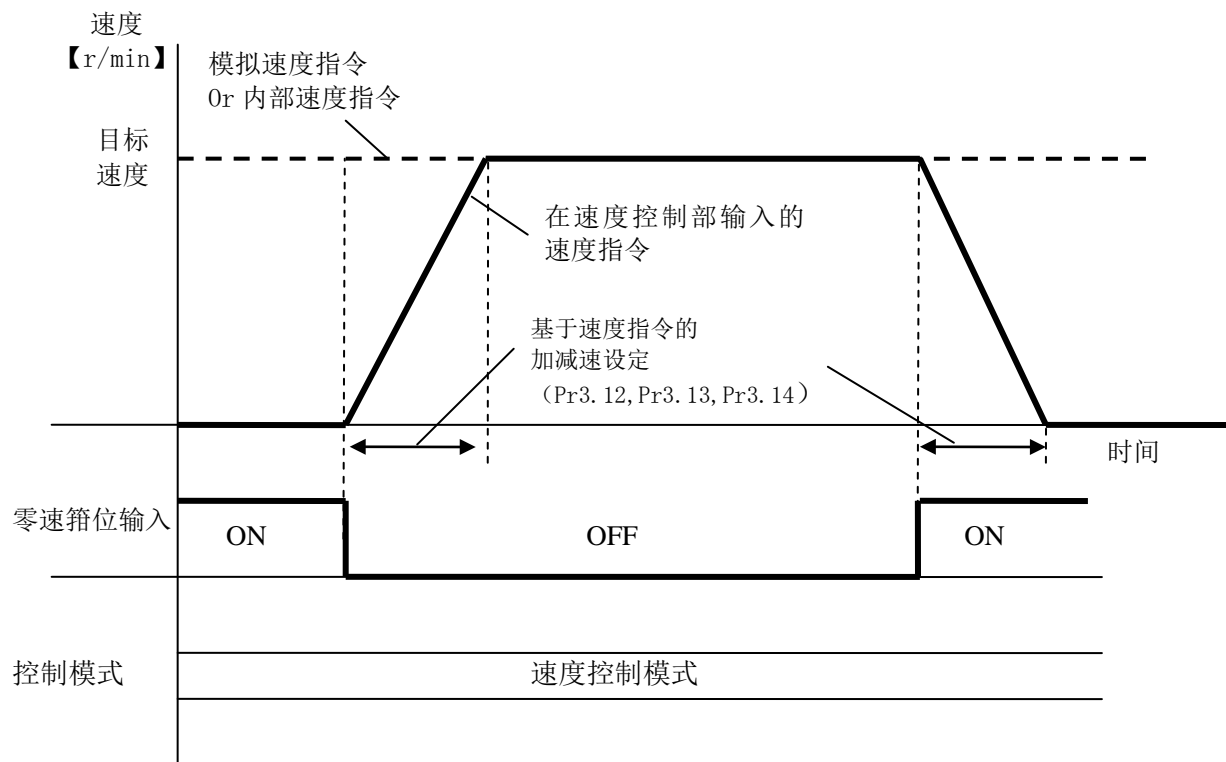 速度
【r/min】
模拟速度指令
Or 内部速度指令
目标
速度
在速度控制部输入的
速度指令
基于速度指令的
加减速设定
（Pr3.12,Pr3.13,Pr3.14）
时间
零速箝位输入
ON
OFF
ON
控制模式
速度控制模式